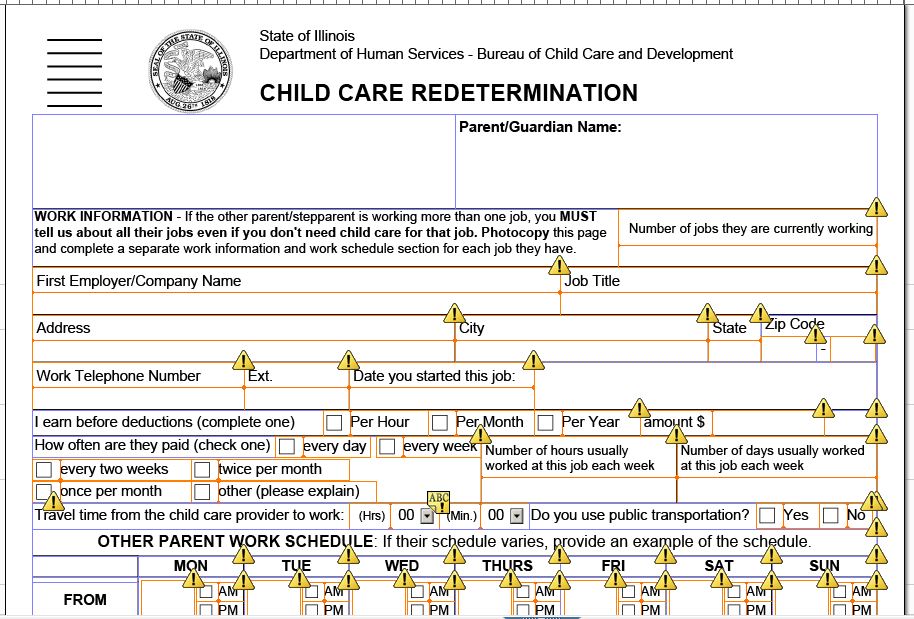 SEAL OF THE STATE OF ILLINOIS
AUG. 26TH 1818
State of Illinois
Department of Human Services - Bureau of Child Care and Development
CHILD CARE REDETERMINATION
Parent/Guardian Name:
WORK INFORMATION - If the other parent/stepparent is working more than one job, you MUST
tell us about all their jobs even if you don't need child care for that job. Photocopy this page
and complete a separate work information and work schedule section for each job they have.
Number of jobs they are currently working
First Employer/Company Name Job Title
Address City State Zip Code
-
Work Telephone Number Ext. Date you started this job:
I earn before deductions (complete one) Per Hour Per Month Per Year amount $
How often are they paid (check one) every day every week
Number of hours usually
worked at this job each week
Number of days usually worked
at this job each week
every two weeks twice per month
once per month other (please explain)
ABC
Travel time from the child care provider to work: (Hrs) 00 (Min.) 00 Do you use public transportation? Yes No
OTHER PARENT WORK SCHEDULE: If their schedule varies, provide an example of the schedule.
MON TUE WED THURS FRI SAT SUN
FROM
AM AM AM AM AM AM AM
PM PM PM PM PM PM PM